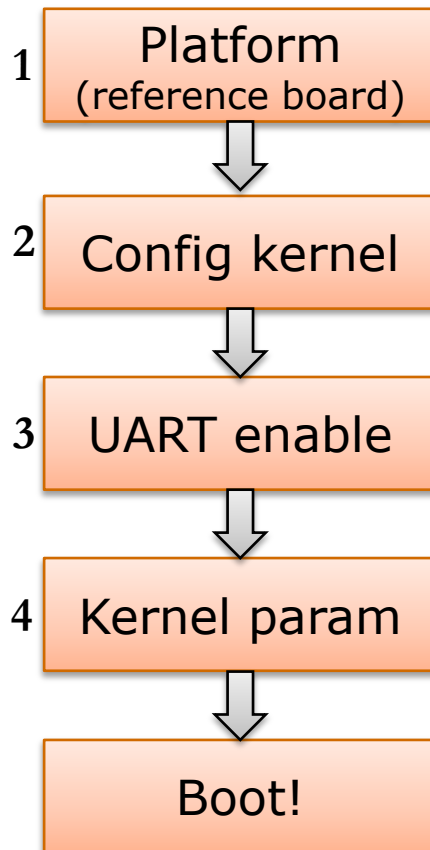 1
Platform
(reference board)
2
Config kernel
3
UART enable
4
Kernel param
Boot!